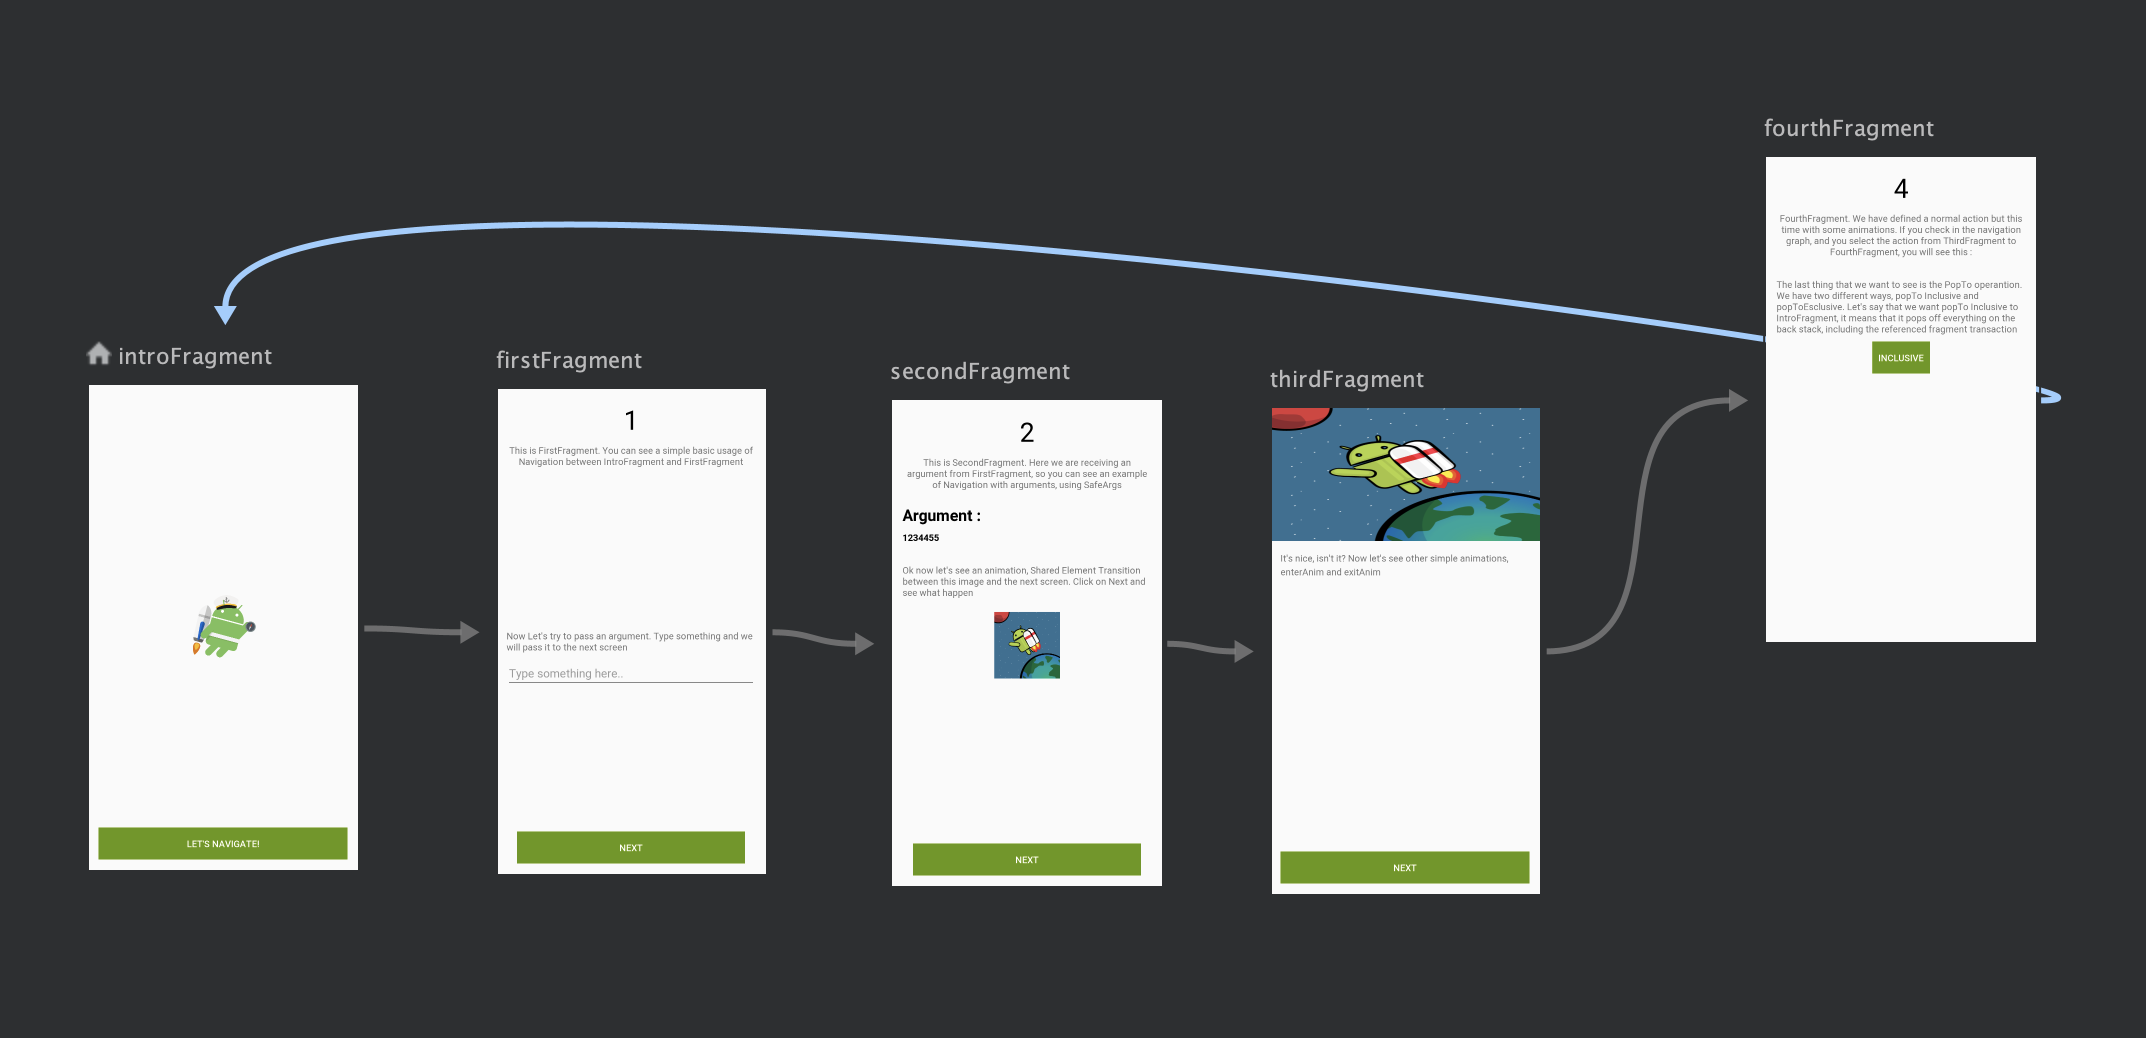 introFragment
LET'S NAVIGATE!
firstFragment
1
This is FirstFragment. You can see a simple basic usage of
Navigation between IntroFragment and FirstFragment
Now Let's try to pass an argument. Type something and we
will pass it to the next screen
Type something here..
NEXT
secondFragment
2
This is SecondFragment. Here we are receiving an
argument from FirstFragment, so you can see an example
of Navigation with arguments, using SafeArgs
Argument :
1234455
Ok now let's see an animation, Shared Element Transition
between this image and the next screen. Click on Next and
see what happen
NEXT
thirdFragment
It's nice, isn't it? Now let's see other simple animations,
enterAnim and exitAnim
NEXT
fourthFragment
4
FourthFragment. We have defined a normal action but this
time with some animations. If you check in the navigation
graph, and you select the action from ThirdFragment to
FourthFragment, you will see this :
The last thing that we want to see is the PopTo operantion.
We have two different ways, popTo Inclusive and
popToEsclusive. Let's say that we want popTo Inclusive to
IntroFragment, it means that it pops off everything on the
back stack, including the referenced fragment transaction
INCLUSIVE